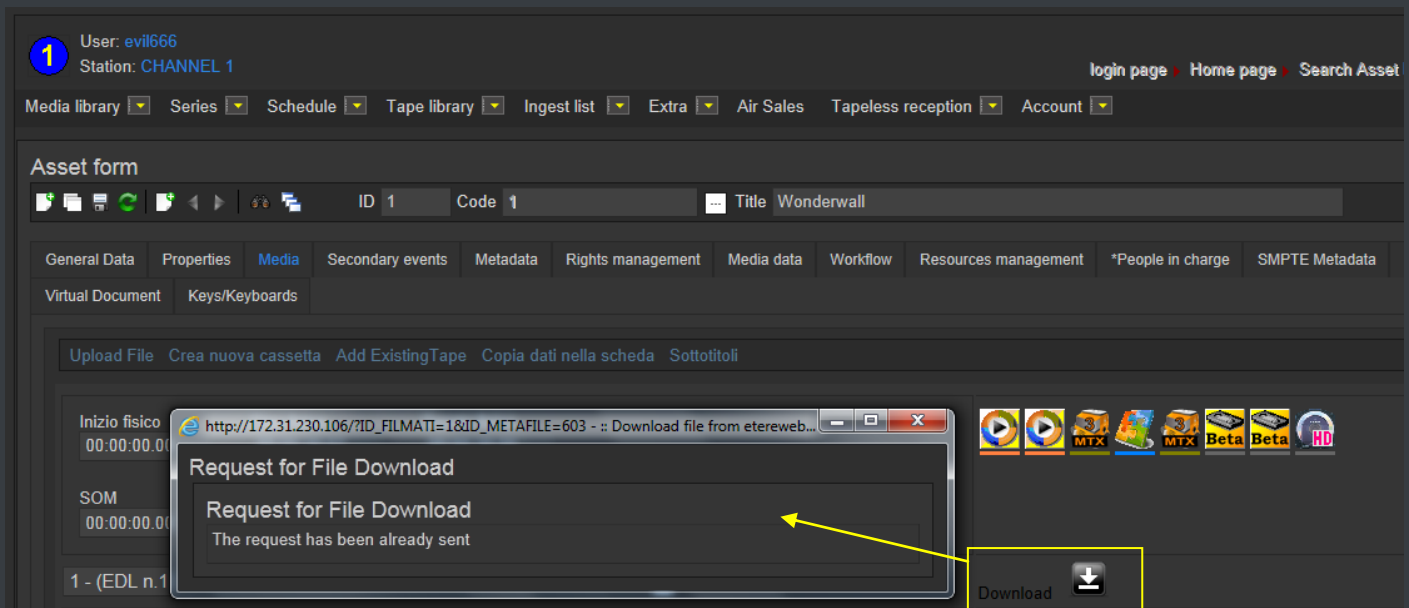 1
User: evil666
Station: CHANNEL 1
login page Home page Search Asset
Media library Series Schedule Tape library Ingest list Extra Air Sales Tapeless reception Account
Asset form
ID 1 Code 1 ... Title Wonderwall
General Data Properties Media Secondary events Metadata Rights management Media data Workflow Resources management *People in charge SMPTE Metadata
Virtual Document Keys/Keyboards
Upload File Crea nuova cassetta Add ExistingTape Copia dati nella scheda Sottotitoli
Inizio fisico
00:00:00.00
SOM
00:00:00.00
1 - (EDL n.1
http://172.31.230.106/?ID_FILMATI=1&ID_METAFILE=603 - :: Download file from etereweb...
Request for File Download
Request for File Download
The request has been already sent
MTX MTX Beta Beta HD
Download